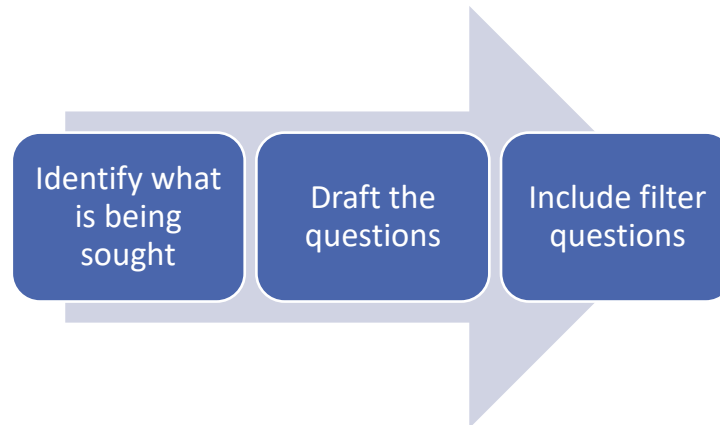 Identify what
is being
sought
Draft the
questions
Include filter
questions